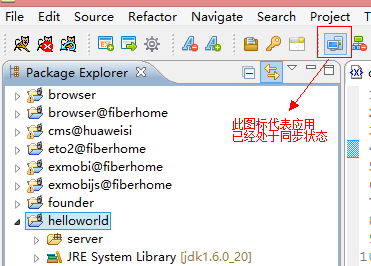 File Edit Source Refactor Navigate Search Project
Package Explorer
browser
browser@fiberhome
cms@huaweisi
eto2@fiberhome
exmobi@fiberhome
exmobijs@fiberhome
founder
helloworld
server
JRE System Library [jdk1.6.0_20]
此图标代表应用
已经处于同步状态